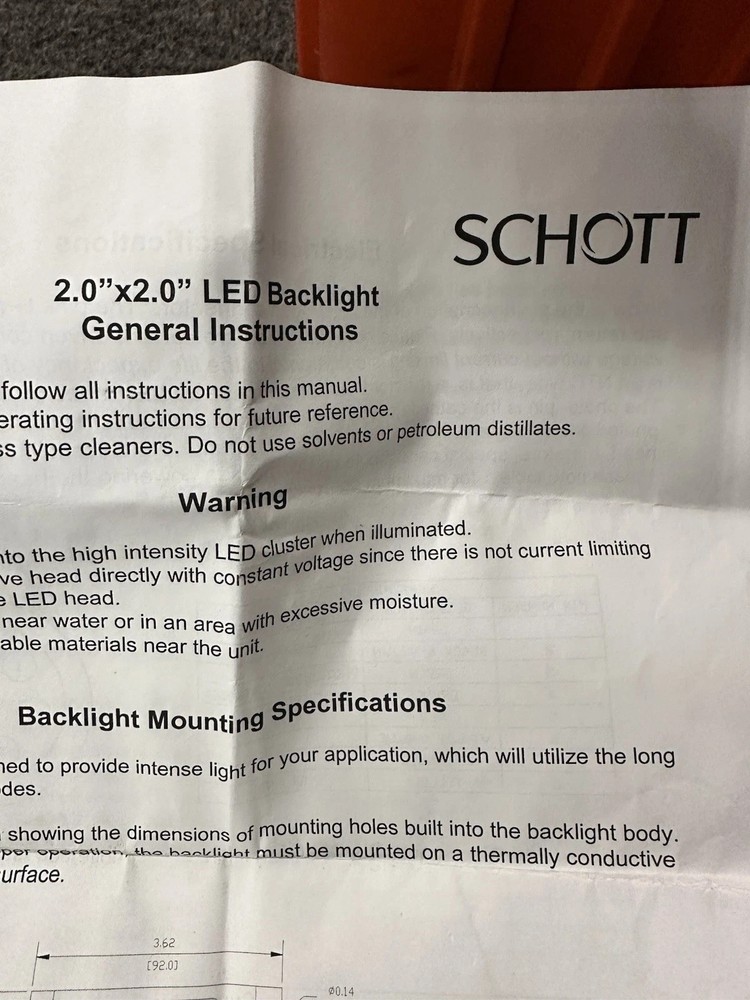 SCHOTT
2.0”x2.0” LED Backlight
General Instructions
follow all instructions in this manual.
erating instructions for future reference.
ss type cleaners. Do not use solvents or petroleum distillates.
Warning
nto the high intensity LED cluster when illuminated.
ve head directly with constant voltage since there is not current limiting
e LED head.
near water or in an area with excessive moisture.
able materials near the unit.
Backlight Mounting Specifications
ned to provide intense light for your application, which will utilize the long
des.
showing the dimensions of mounting holes built into the backlight body.
per operation, the backlight must be mounted on a thermally conductive
urface.
3.62
[92.0]
Ø0.14